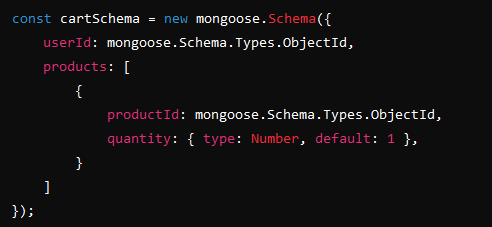 const cartSchema = new mongoose.Schema({
    userId: mongoose.Schema.Types.ObjectId,
    products: [
        {
            productId: mongoose.Schema.Types.ObjectId,
            quantity: { type: Number, default: 1 },
        }
    ]
});